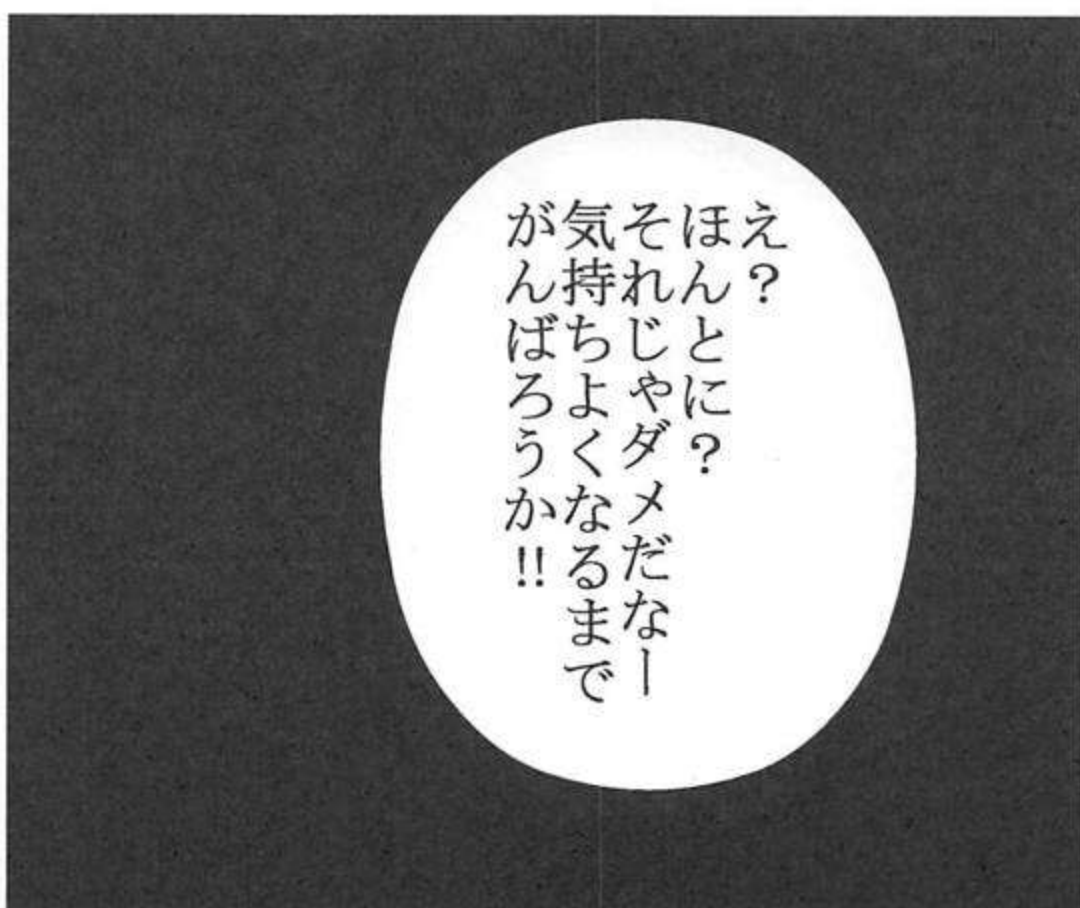 え？
ほんとに？
それじゃダメだなー
気持ちよくなるまで
がんばろうか!!